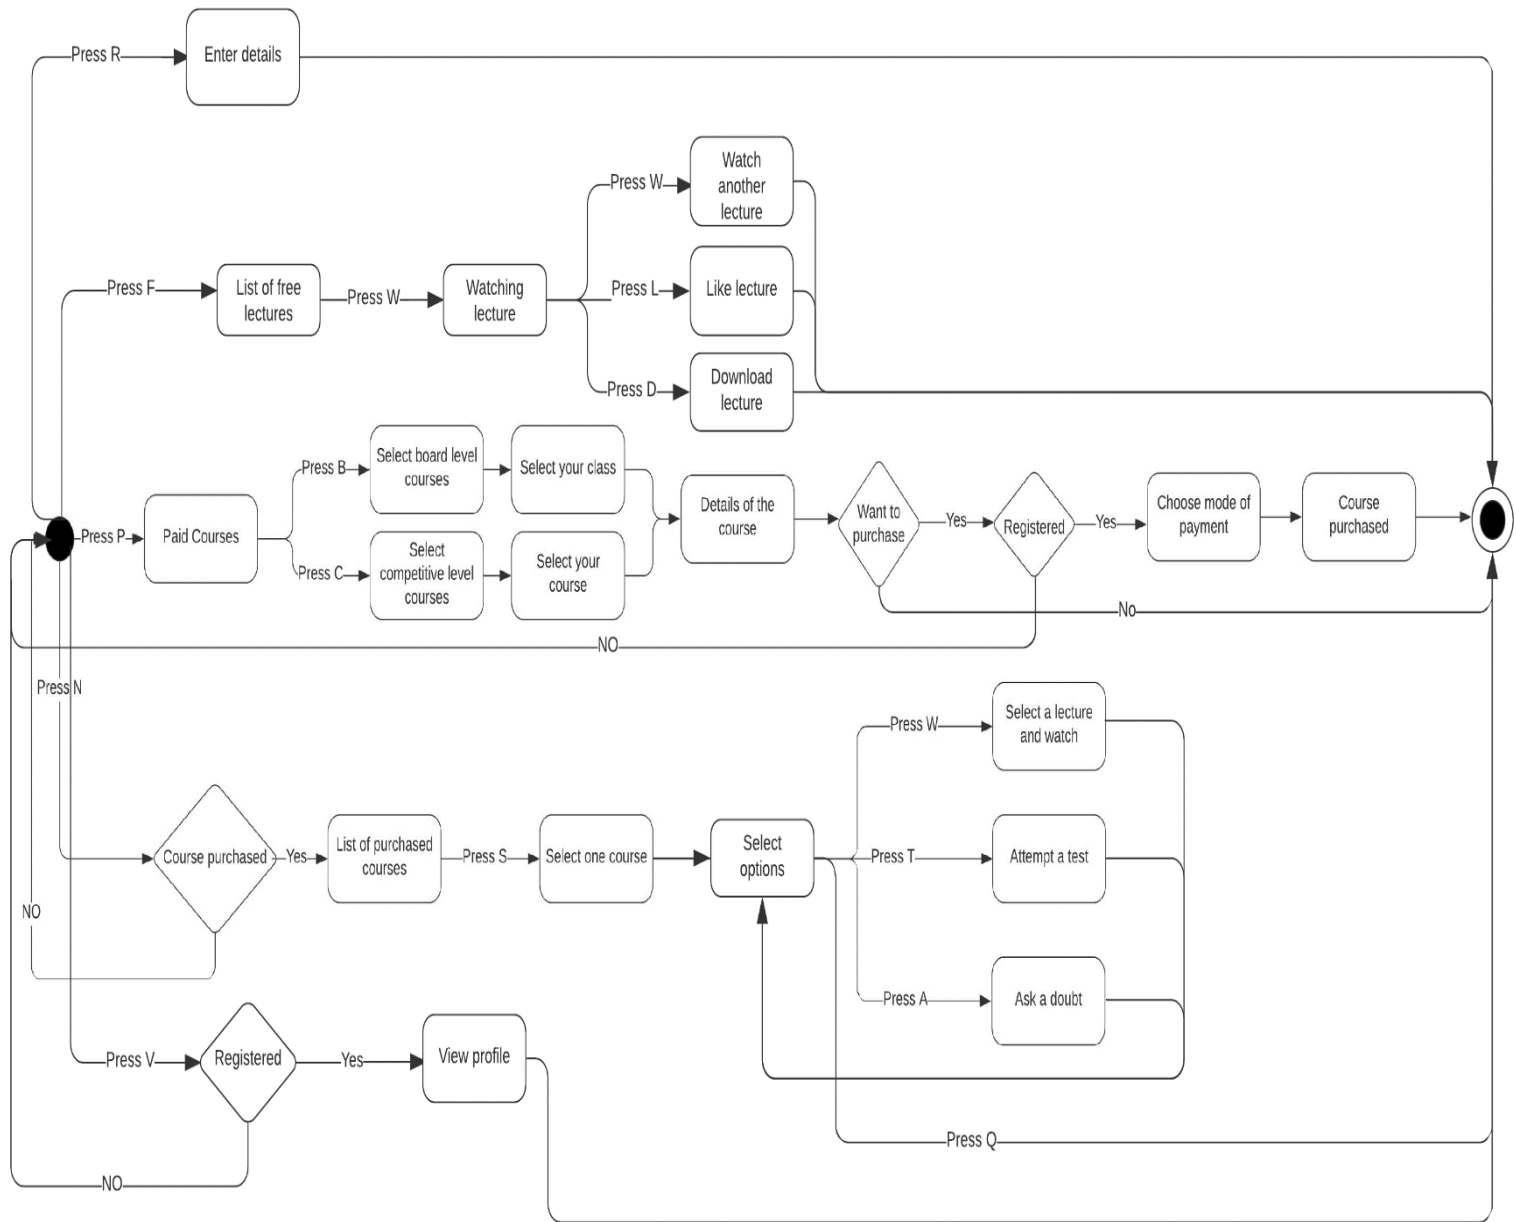 Press R
Enter details
Watch
another
lecture
Press W
Press F
List of free
lectures
Press W
Watching
lecture
Press L
Like lecture
Press D
Download
lecture
Press B
Select board level
courses
Select your class
Press P
Paid Courses
Press C
Select
competitive level
courses
Select your
course
Details of the
course
Want to
purchase
Yes
Registered
Yes
Choose mode of
payment
Course
purchased
No
NO
Press N
Press W
Select a lecture
and watch
Course purchased
Yes
List of purchased
courses
Press S
Select one course
Select
options
Press T
Attempt a test
NO
Press A
Ask a doubt
Press V
Registered
Yes
View profile
Press Q
NO